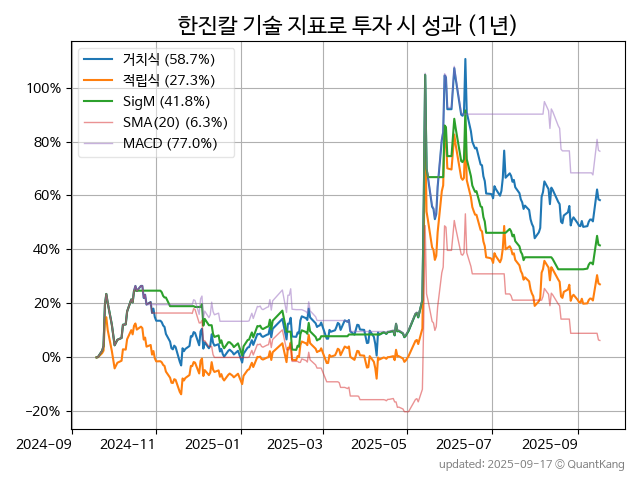 한진칼 기술 지표로 투자 시 성과 (1년)
거치식 (58.7%)
적립식 (27.3%)
SigM (41.8%)
SMA(20) (6.3%)
MACD (77.0%)
100%
80%
60%
40%
20%
0%
−20%
2024-09 2024-11 2025-01 2025-03 2025-05 2025-07 2025-09
updated: 2025-09-17 © QuantKang